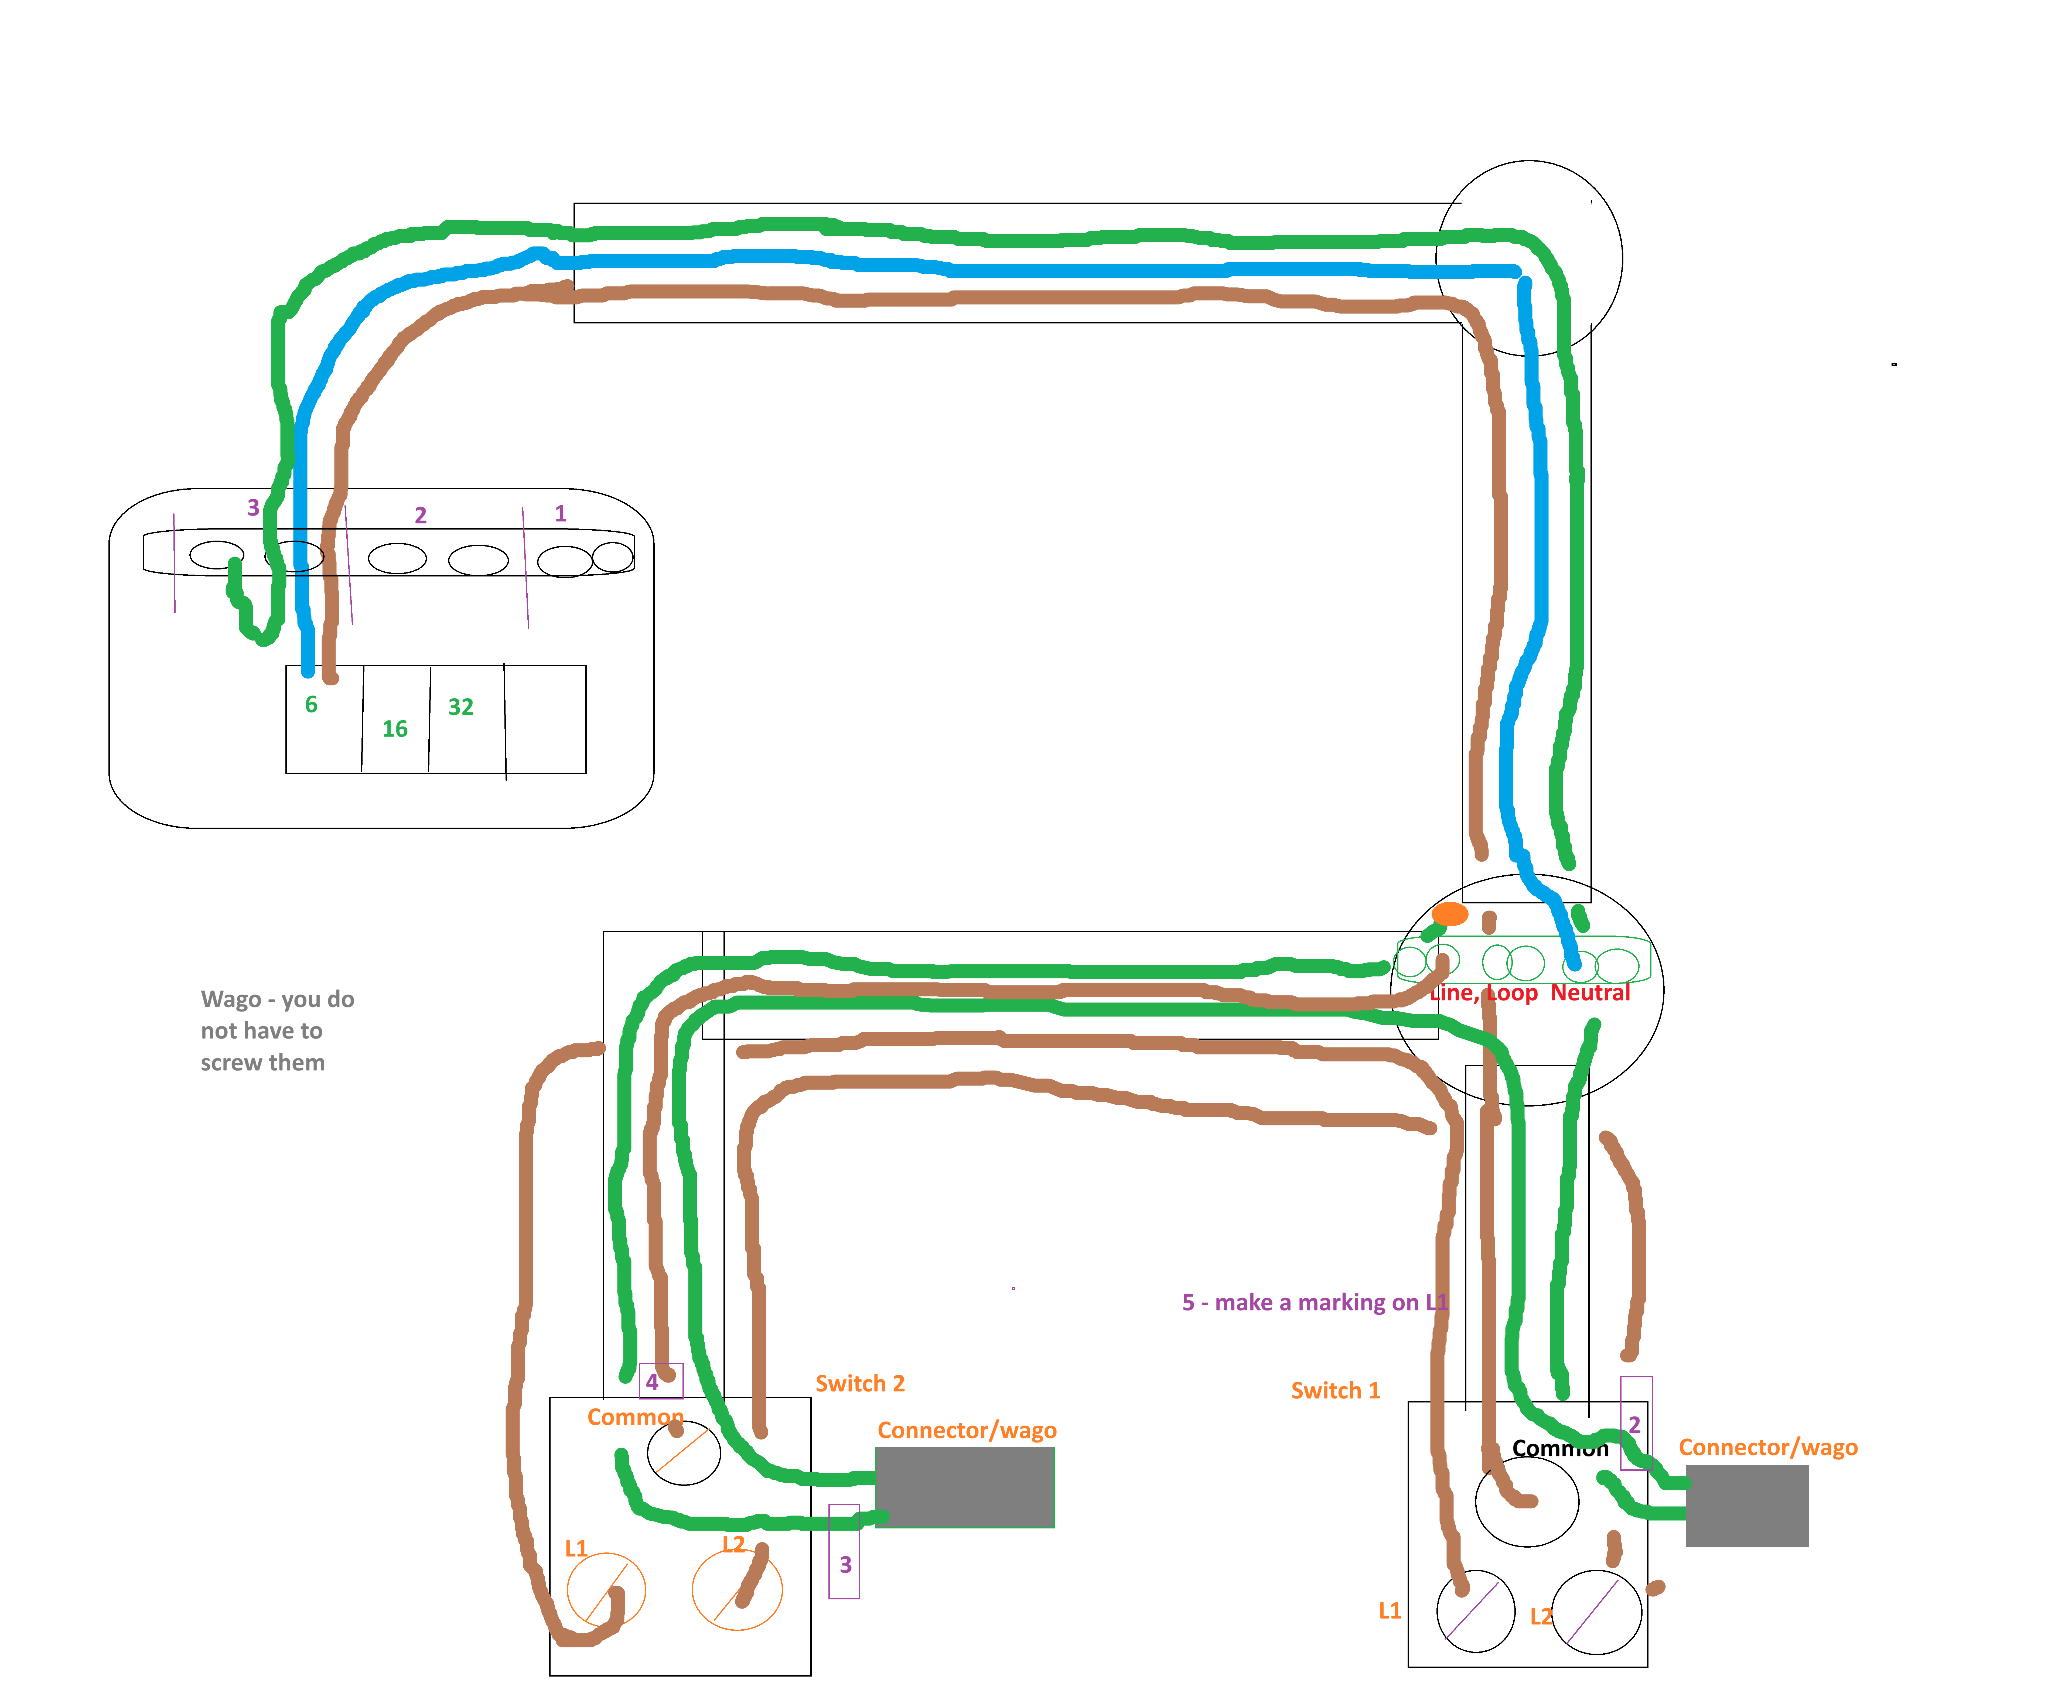 3
2
1
6
16
32
Line, Loop Neutral
Wago - you do
not have to
screw them
5 - make a marking on L1
4
Switch 2
Switch 1
Common
Connector/wago
2
Common
Connector/wago
L1
L2
3
L1
L2